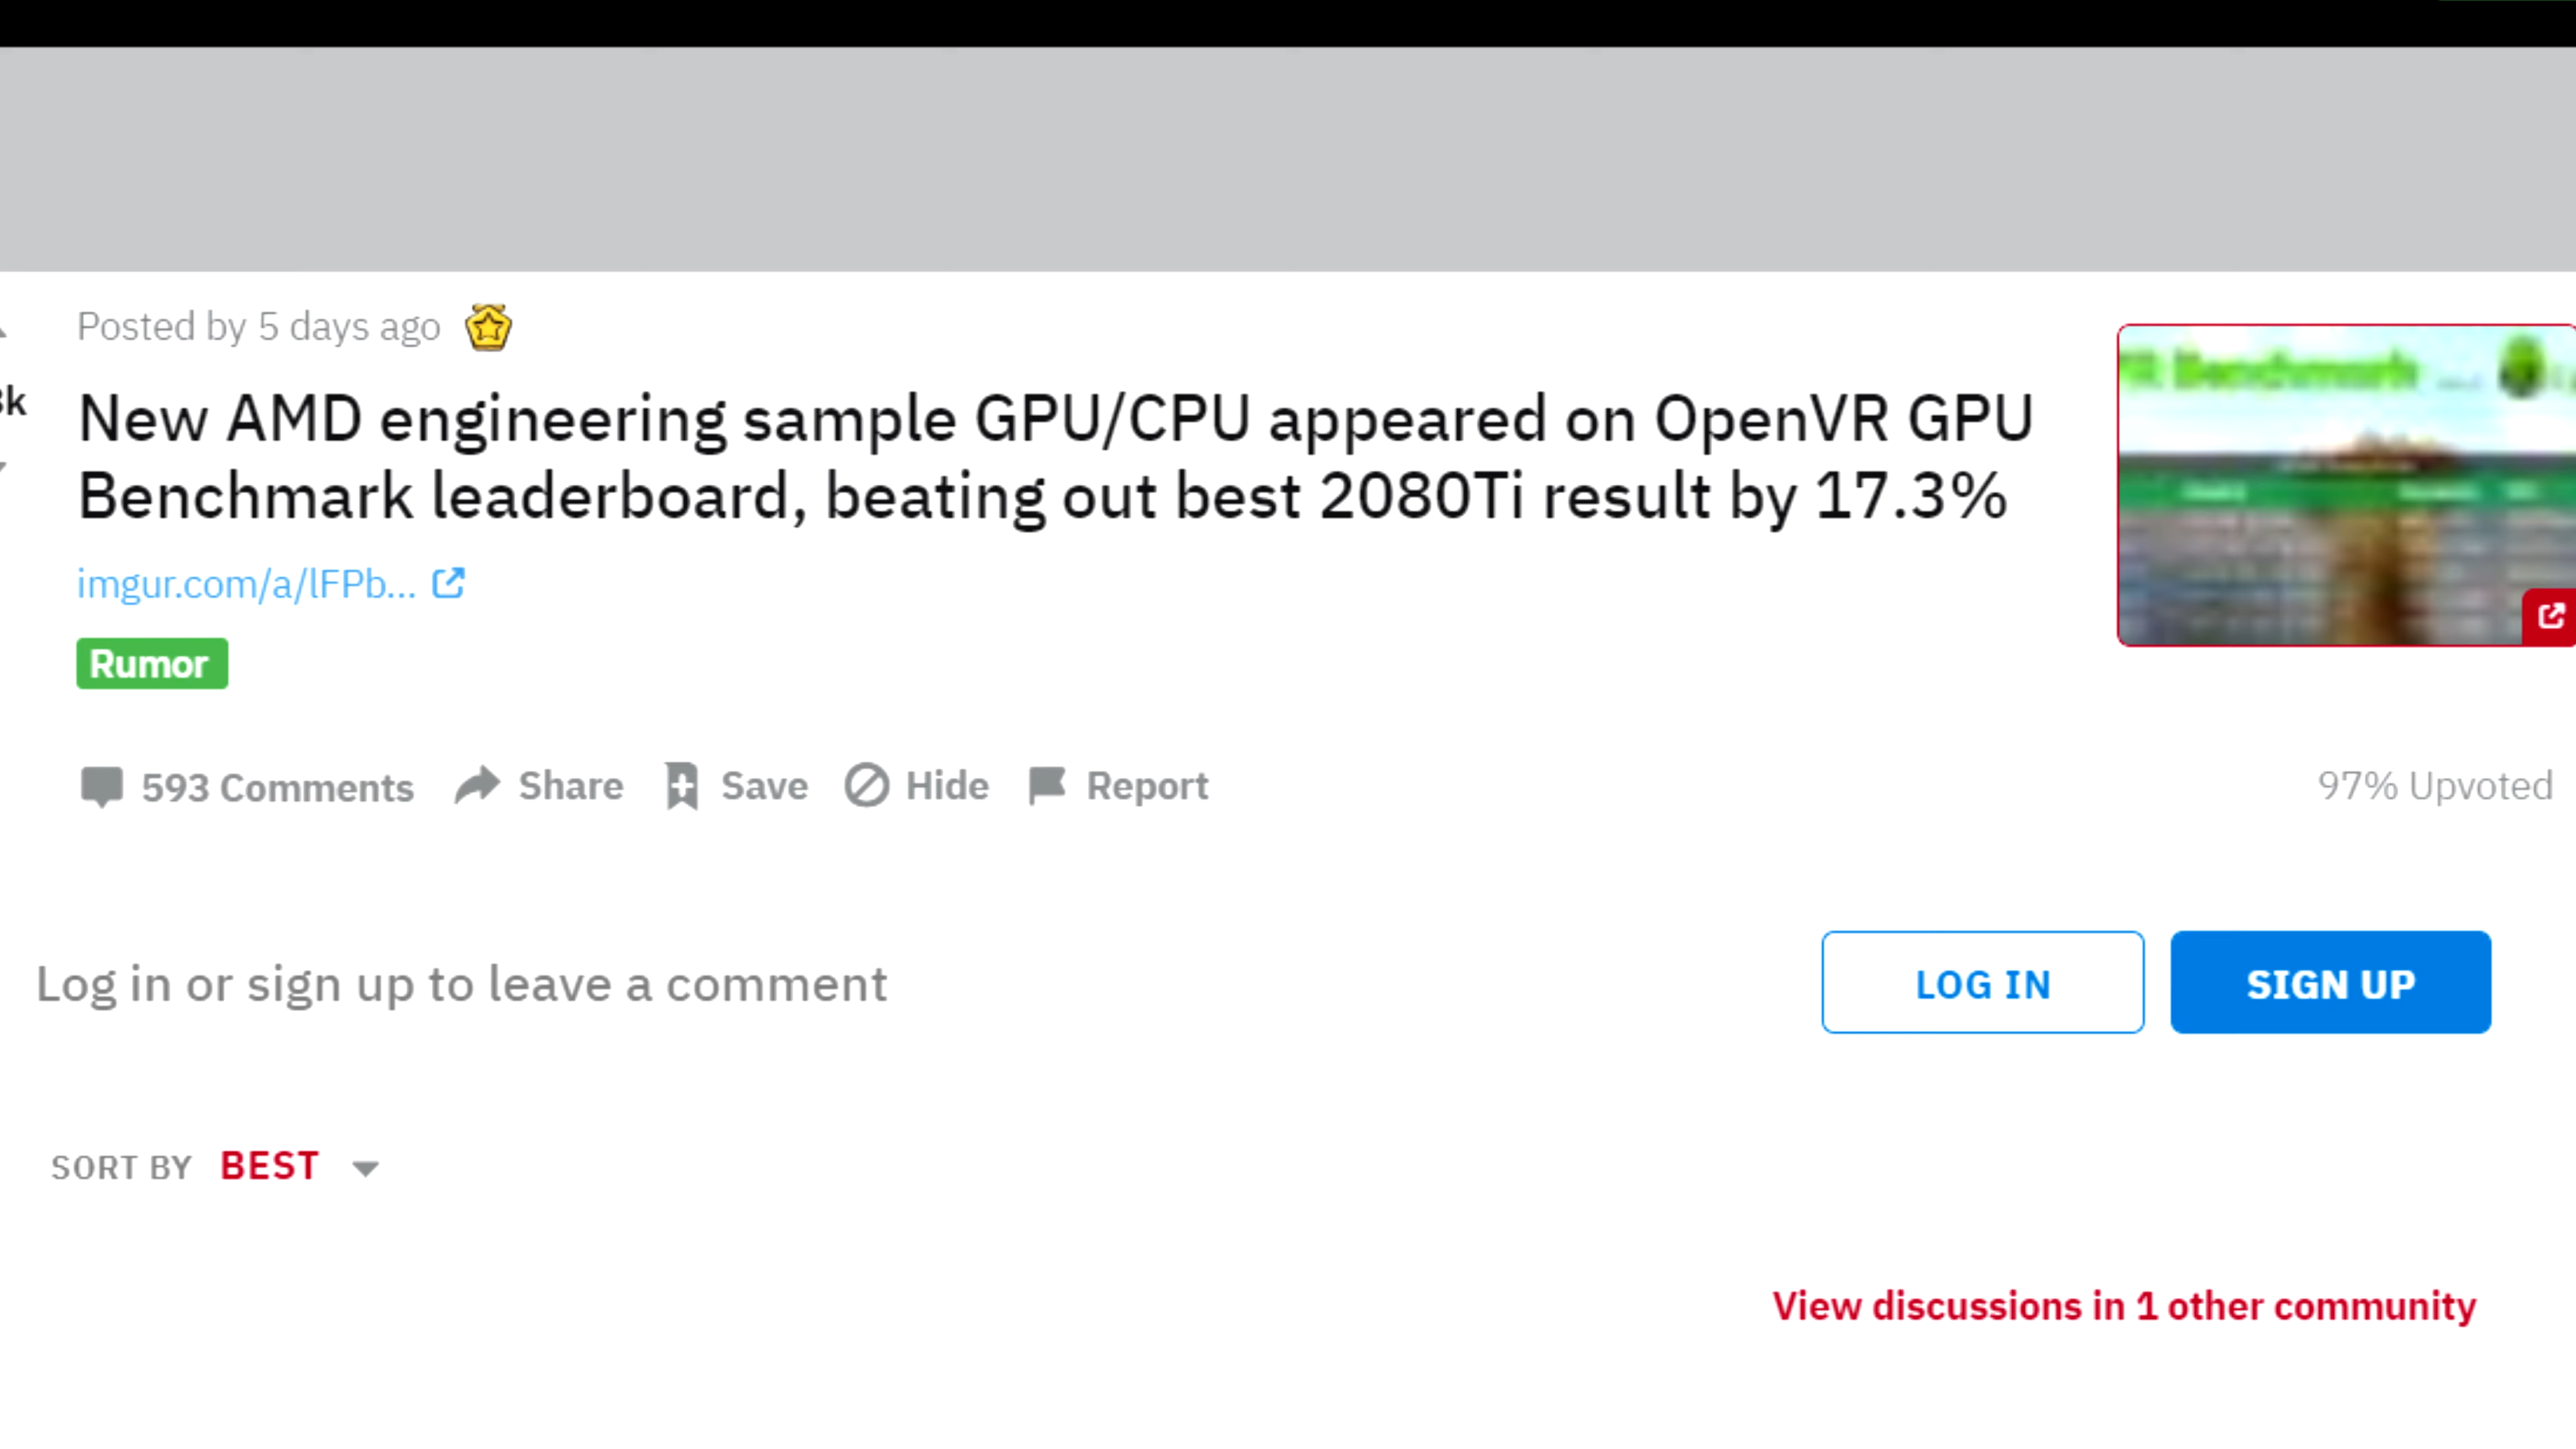 Posted by 5 days ago
New AMD engineering sample GPU/CPU appeared on OpenVR GPU
Benchmark leaderboard, beating out best 2080Ti result by 17.3%
imgur.com/a/lFPb...
Rumor
593 Comments Share Save Hide Report
97% Upvoted
Log in or sign up to leave a comment
LOG IN
SIGN UP
SORT BY BEST
View discussions in 1 other community